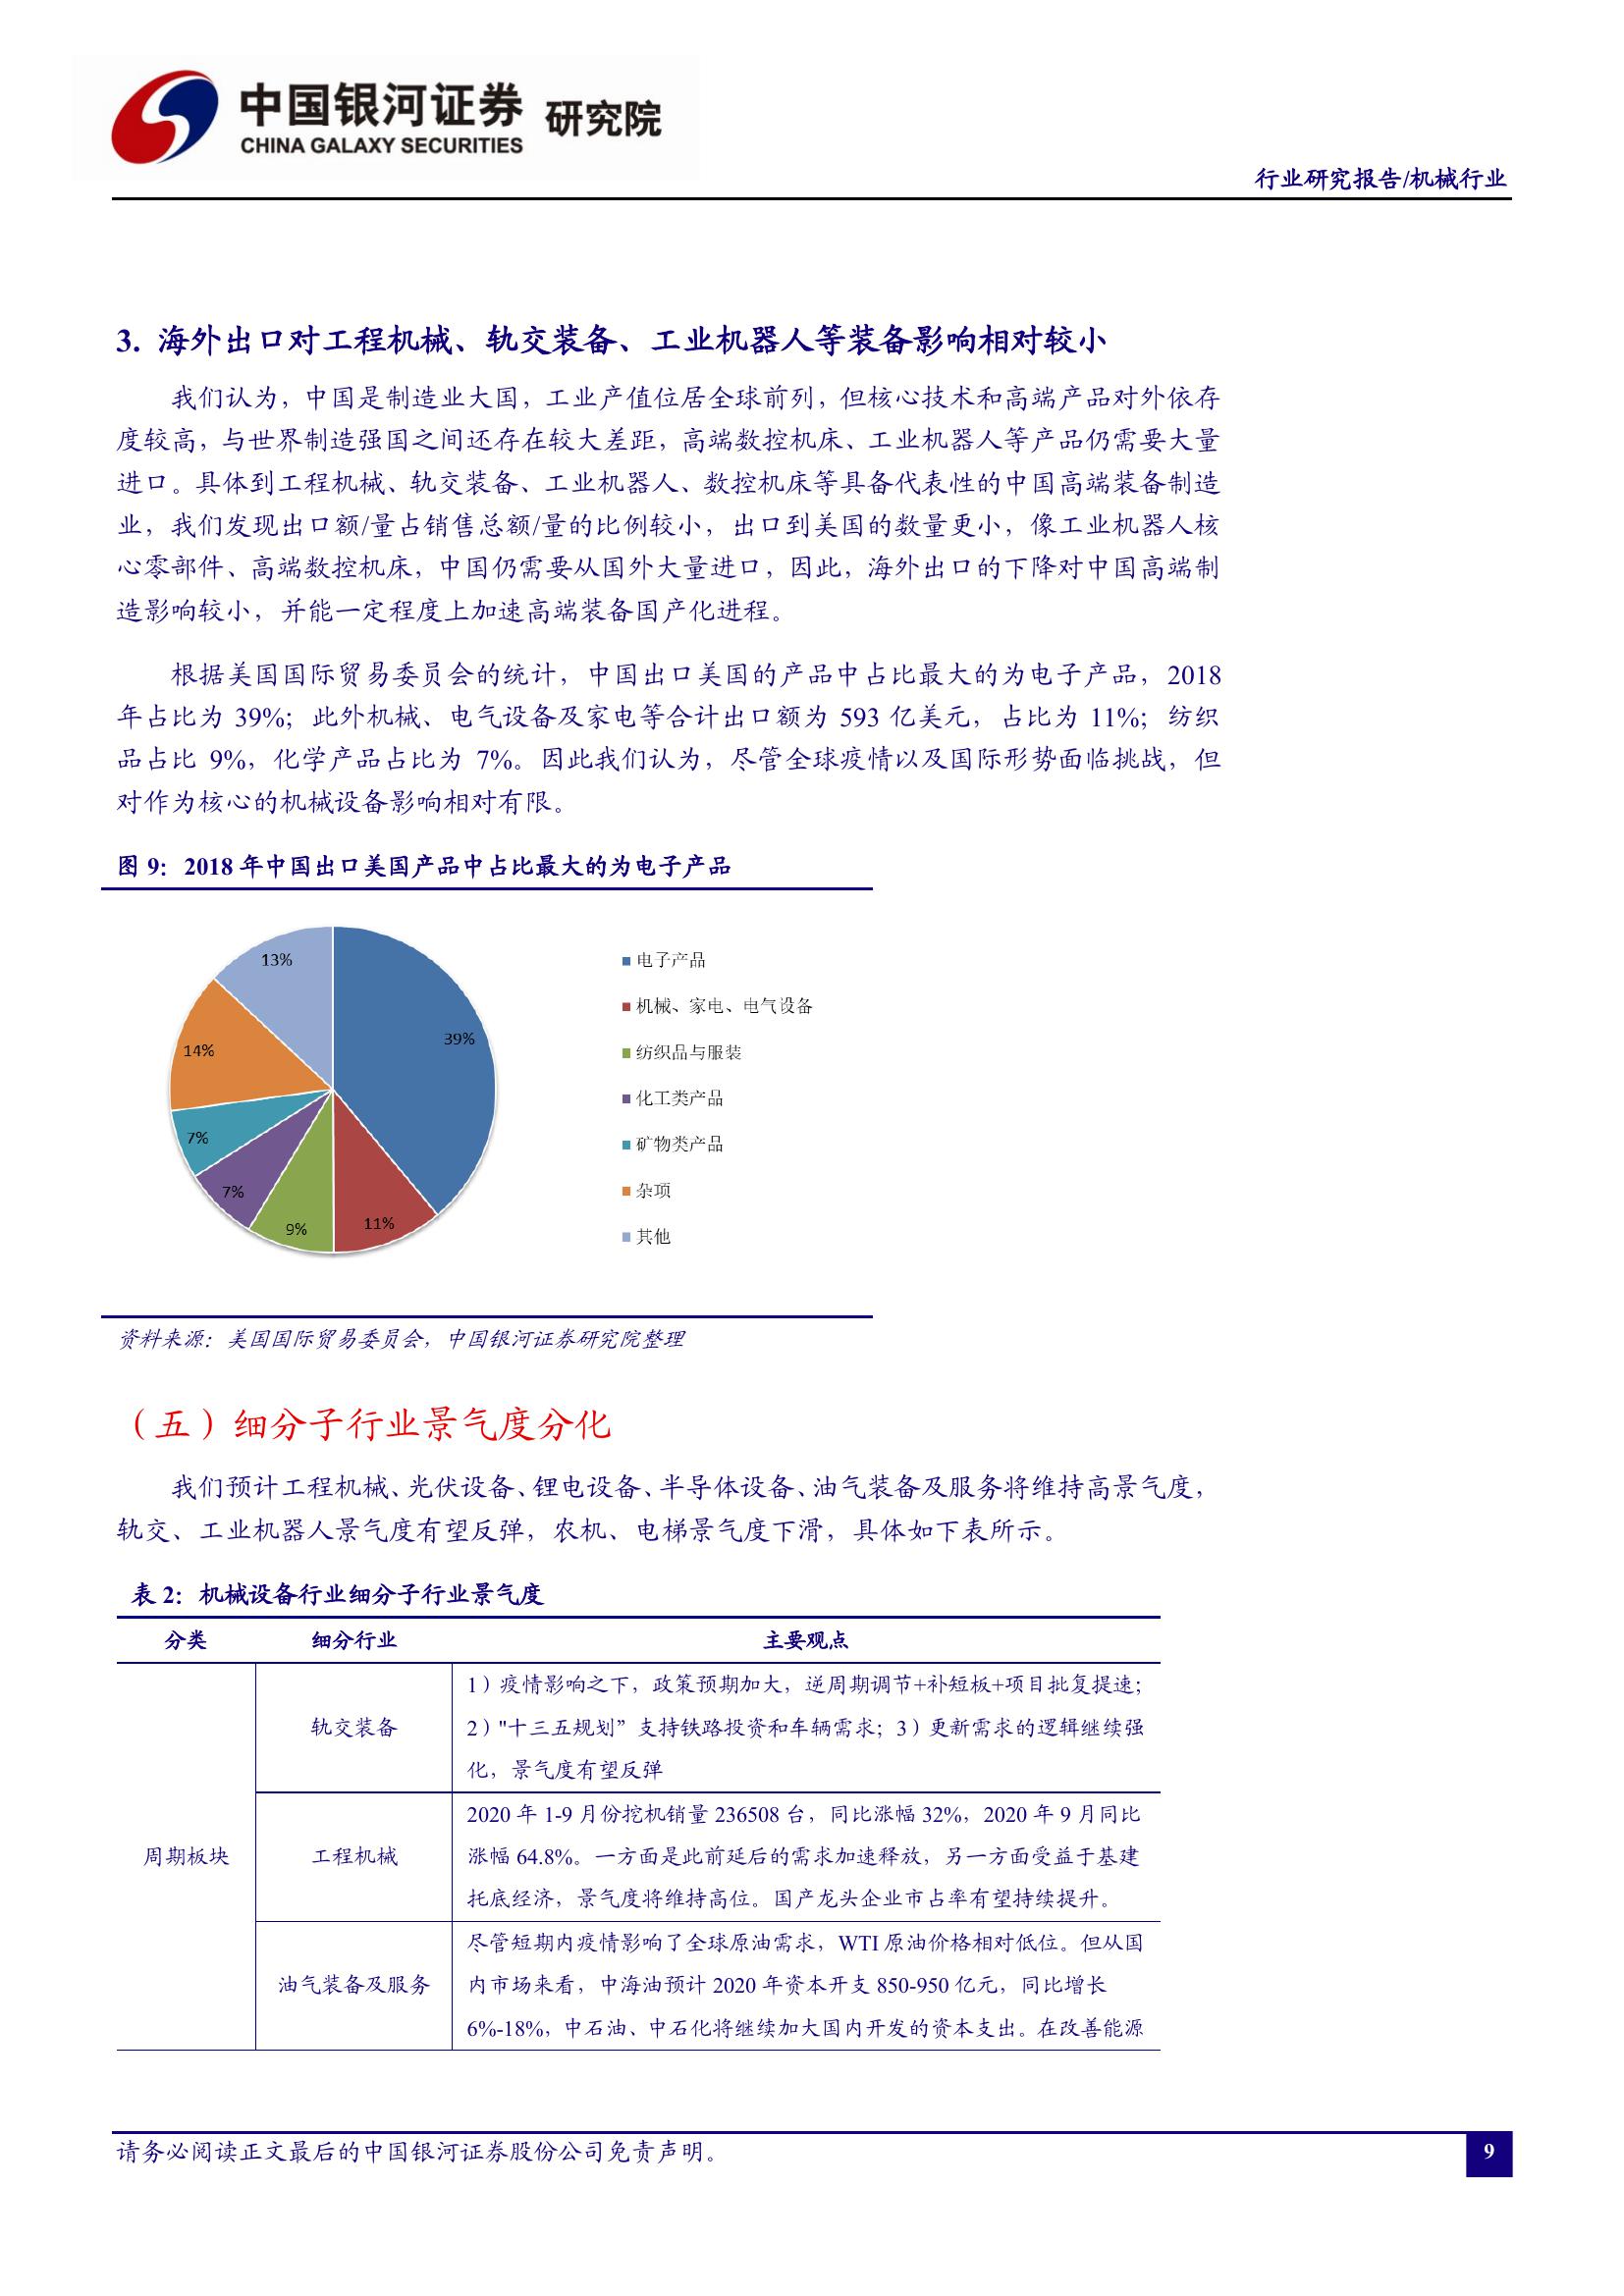 中国银河证券 研究院
CHINA GALAXY SECURITIES
行业研究报告/机械行业
3. 海外出口对工程机械、轨交装备、工业机器人等装备影响相对较小
我们认为，中国是制造业大国，工业产值位居全球前列，但核心技术和高端产品对外依存
度较高，与世界制造强国之间还存在较大差距，高端数控机床、工业机器人等产品仍需要大量
进口。具体到工程机械、轨交装备、工业机器人、数控机床等具备代表性的中国高端装备制造
业，我们发现出口额/量占销售总额/量的比例较小，出口到美国的数量更小，像工业机器人核
心零部件、高端数控机床，中国仍需要从国外大量进口，因此，海外出口的下降对中国高端制
造影响较小，并能一定程度上加速高端装备国产化进程。
根据美国国际贸易委员会的统计，中国出口美国的产品中占比最大的为电子产品，2018
年占比为 39%；此外机械、电气设备及家电等合计出口额为 593 亿美元，占比为 11%；纺织
品占比 9%，化学产品占比为 7%。因此我们认为，尽管全球疫情以及国际形势面临挑战，但
对作为核心的机械设备影响相对有限。
图 9：2018 年中国出口美国产品中占比最大的为电子产品
13%
39%
14%
7%
7%
9%
11%
电子产品
机械、家电、电气设备
纺织品与服装
化工类产品
矿物类产品
杂项
其他
资料来源：美国国际贸易委员会，中国银河证券研究院整理
（五）细分子行业景气度分化
我们预计工程机械、光伏设备、锂电设备、半导体设备、油气装备及服务将维持高景气度，
轨交、工业机器人景气度有望反弹，农机、电梯景气度下滑，具体如下表所示。
表 2：机械设备行业细分子行业景气度
分类 细分行业 主要观点
周期板块
轨交装备
1）疫情影响之下，政策预期加大，逆周期调节+补短板+项目批复提速；
2）"十三五规划”支持铁路投资和车辆需求；3）更新需求的逻辑继续强
化，景气度有望反弹
工程机械
2020 年 1-9 月份挖机销量 236508 台，同比涨幅 32%，2020 年 9 月同比
涨幅 64.8%。一方面是此前延后的需求加速释放，另一方面受益于基建
托底经济，景气度将维持高位。国产龙头企业市占率有望持续提升。
油气装备及服务
尽管短期内疫情影响了全球原油需求，WTI 原油价格相对低位。但从国
内市场来看，中海油预计 2020 年资本开支 850-950 亿元，同比增长
6%-18%，中石油、中石化将继续加大国内开发的资本支出。在改善能源
请务必阅读正文最后的中国银河证券股份公司免责声明。
9